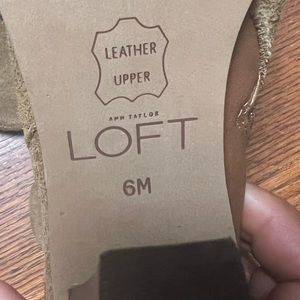 LEATHER
UPPER
ANN TAYLOR
LOFT
6M